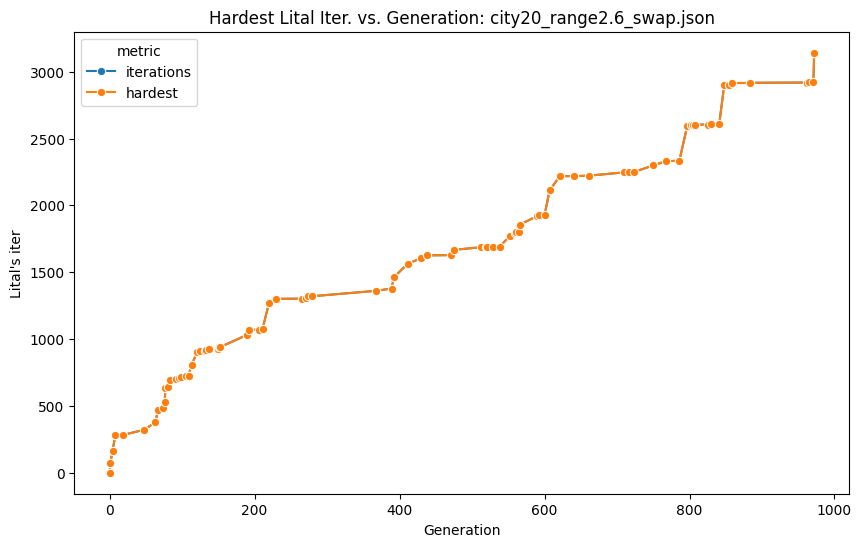 Hardest Lital Iter. vs. Generation: city20_range2.6_swap.json
metric
iterations
hardest
3000
2500
2000
1500
1000
500
0
Lital's iter
0 200 400 600 800 1000
Generation